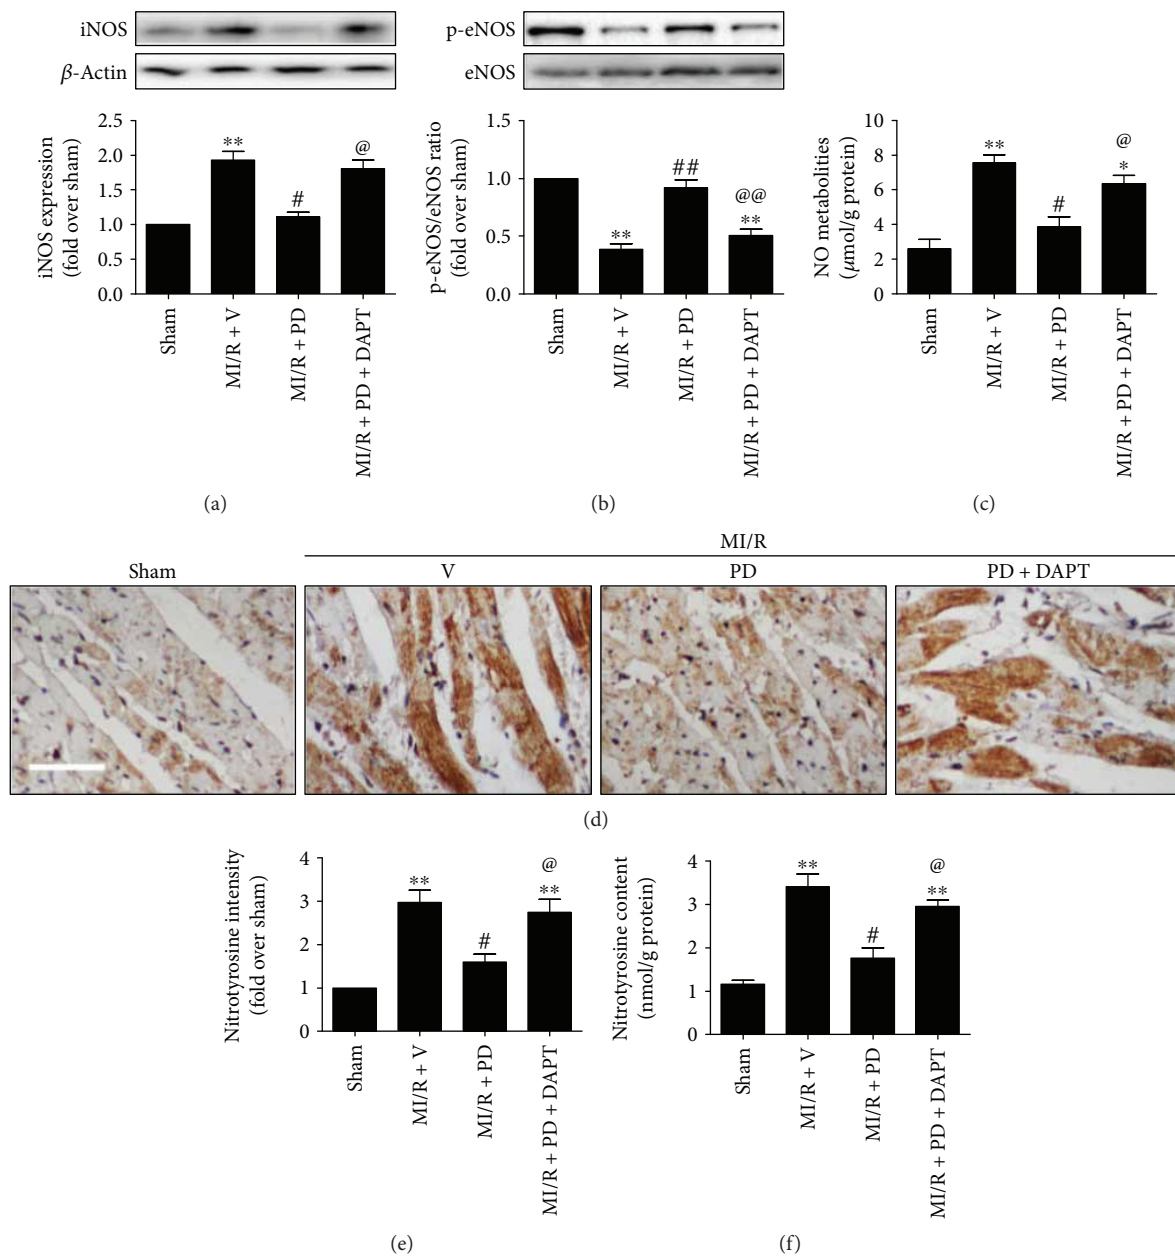 iNOS
β-Actin
iNOS expression
(fold over sham)
2.5
2.0
1.5
1.0
0.5
0.0
**
#
@
Sham
MI/R + V
MI/R + PD
MI/R + PD + DAPT
(a)
p-eNOS
eNOS
p-eNOS/eNOS ratio
(fold over sham)
1.5
1.0
0.5
0.0
**
##
@@
**
Sham
MI/R + V
MI/R + PD
MI/R + PD + DAPT
(b)
NO metabolities
(μmol/g protein)
10
8
6
4
2
0
**
#
@
*
Sham
MI/R + V
MI/R + PD
MI/R + PD + DAPT
(c)
MI/R
Sham
V
PD
PD + DAPT
(d)
Nitrotyrosine intensity
(fold over sham)
4
3
2
1
0
**
#
@
**
Sham
MI/R + V
MI/R + PD
MI/R + PD + DAPT
(e)
Nitrotyrosine content
(nmol/g protein)
4
3
2
1
0
**
#
@
**
Sham
MI/R + V
MI/R + PD
MI/R + PD + DAPT
(f)